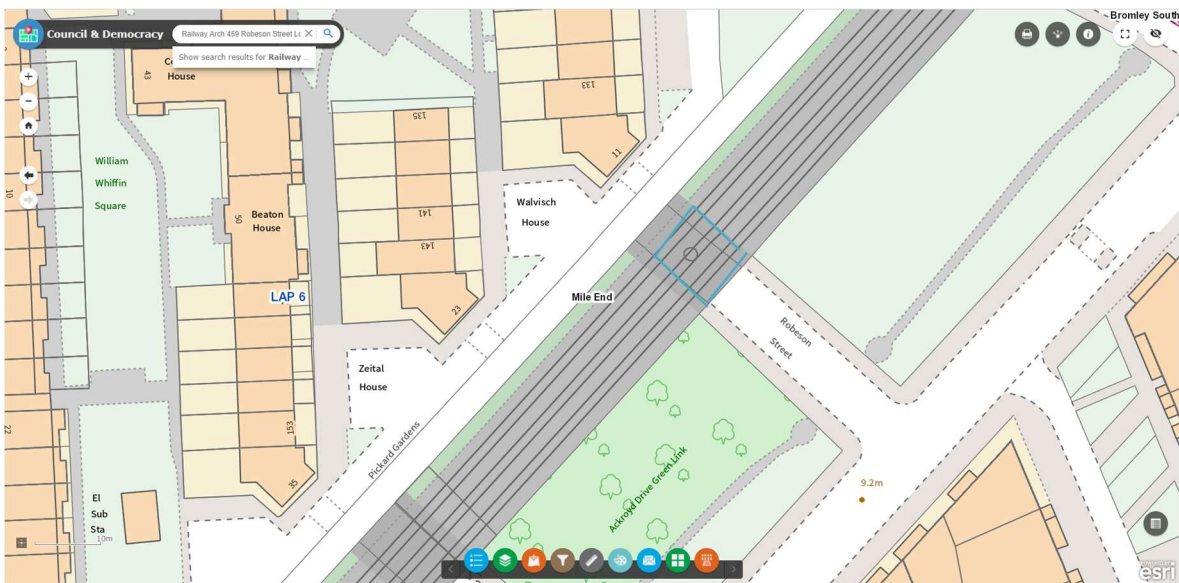 Bromley South
Council & Democracy
Railway Arch 459 Robeson Street Lo
Show search results for Railway ...
43
House
135
133
11
William
Whiffin
Square
10
Beaton
House
50
141
143
23
Walvisch
House
LAP 6
Mile End
Robeson
Street
Zeital
House
Pickard Gardens
153
35
22
El
Sub
Sta
10m
Ackroyd Drive Green Link
9.2m
esri